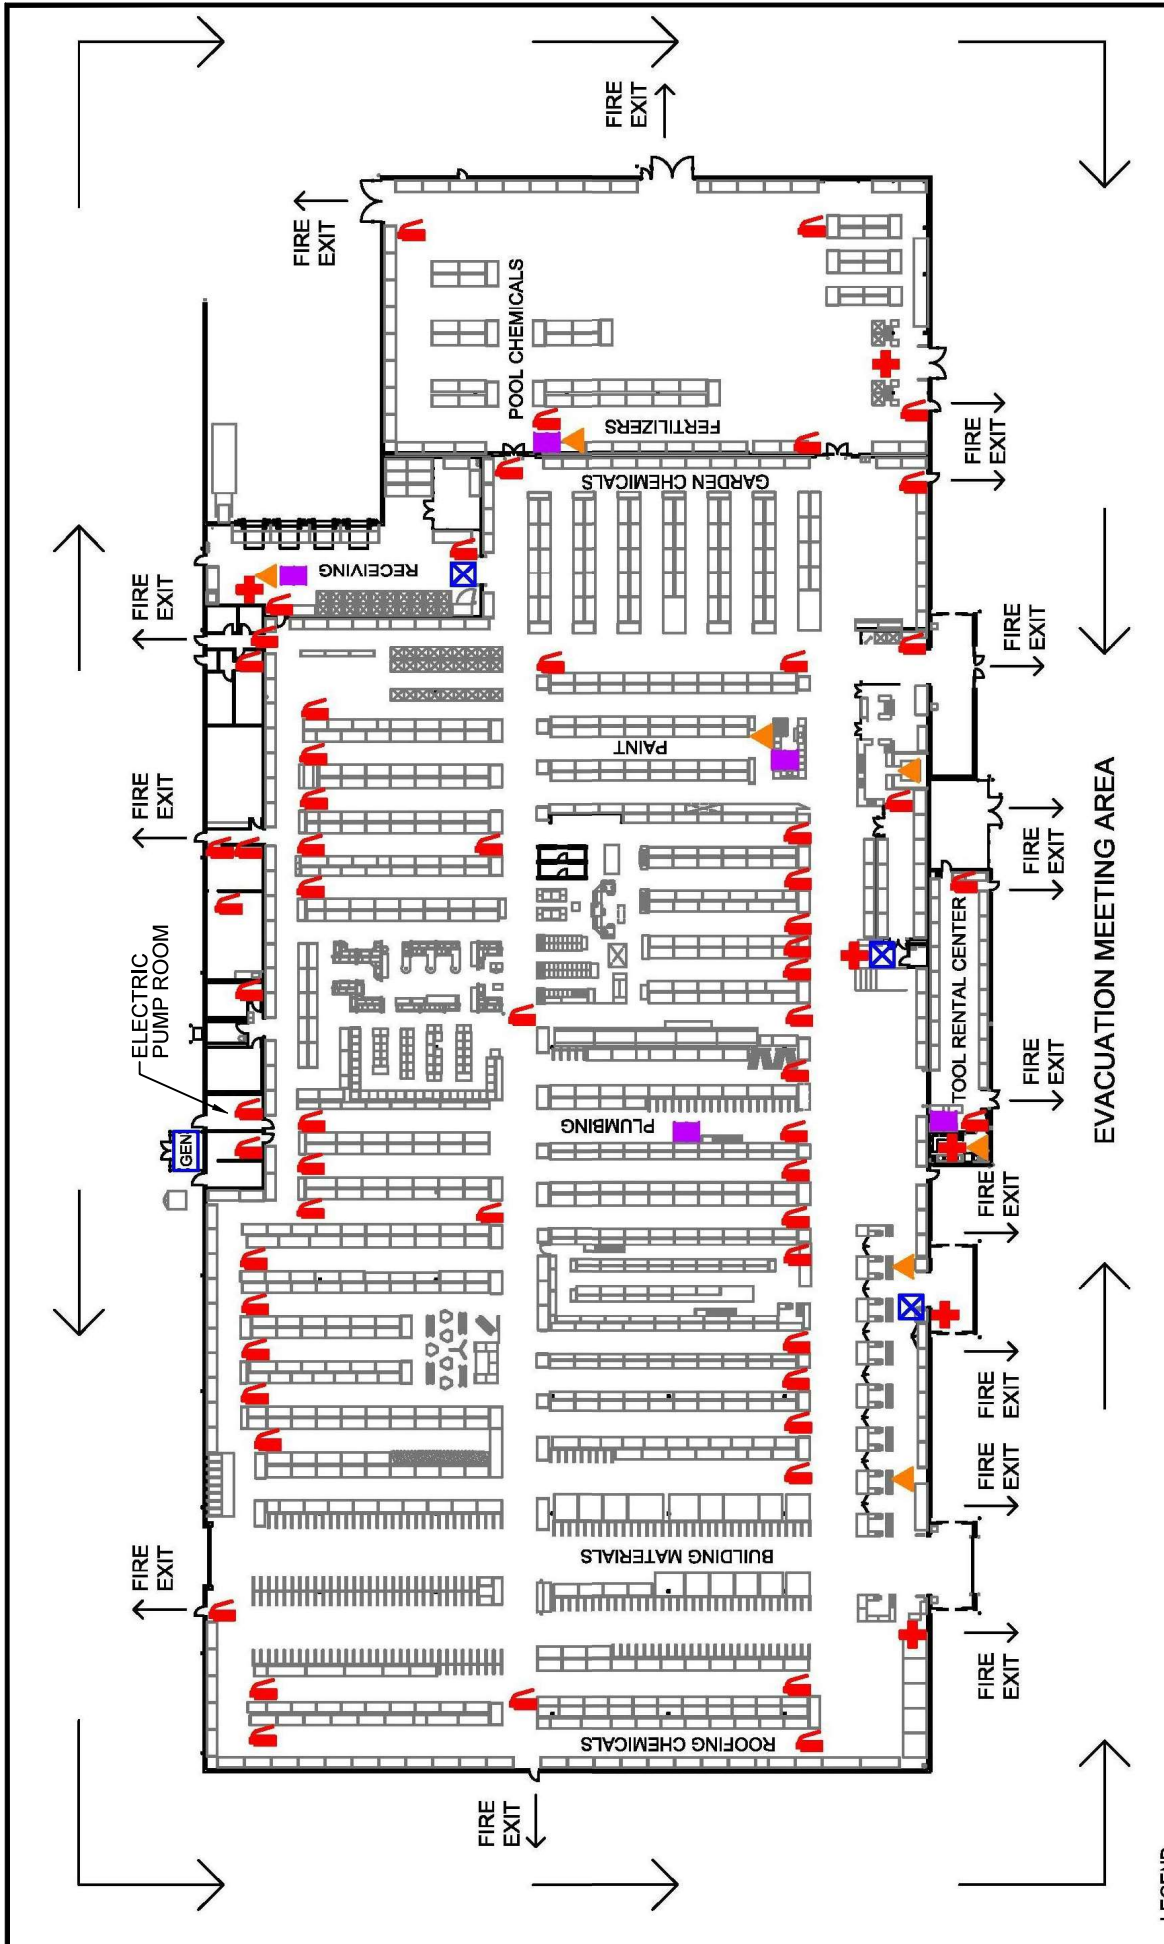 FIRE
EXIT
FIRE
EXIT
POOL CHEMICALS
FERTILIZERS
GARDEN CHEMICALS
FIRE
EXIT
RECEIVING
FIRE
EXIT
FIRE
EXIT
PAINT
FIRE
EXIT
FIRE
EXIT
EVACUATION MEETING AREA
ELECTRIC
PUMP ROOM
TOOL RENTAL CENTER
FIRE
EXIT
GEN
PLUMBING
FIRE
EXIT
FIRE
EXIT
FIRE
EXIT
BUILDING MATERIALS
FIRE
EXIT
FIRE
EXIT
ROOFING CHEMICALS
FIRE
EXIT
LEGEND